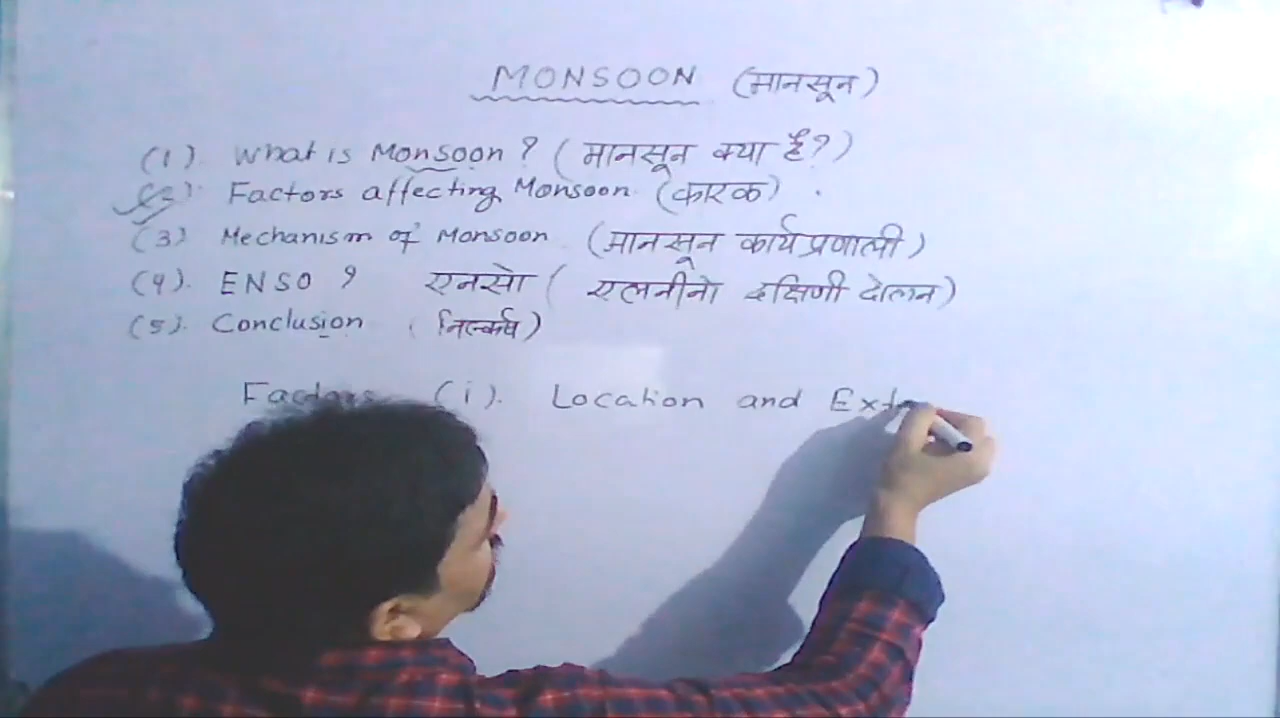 MONSOON (मानसून)
(1). What is Monsoon ? (मानसून क्या है?)
(2). Factors affecting Monsoon. (कारक) .
(3) Mechanism of Monsoon (मानसून कार्यप्रणाली)
(4). ENSO ? एनसो ( एलनीनो दक्षिणी दोलन)
(5). Conclusion (निष्कर्ष)
Factors (i). Location and